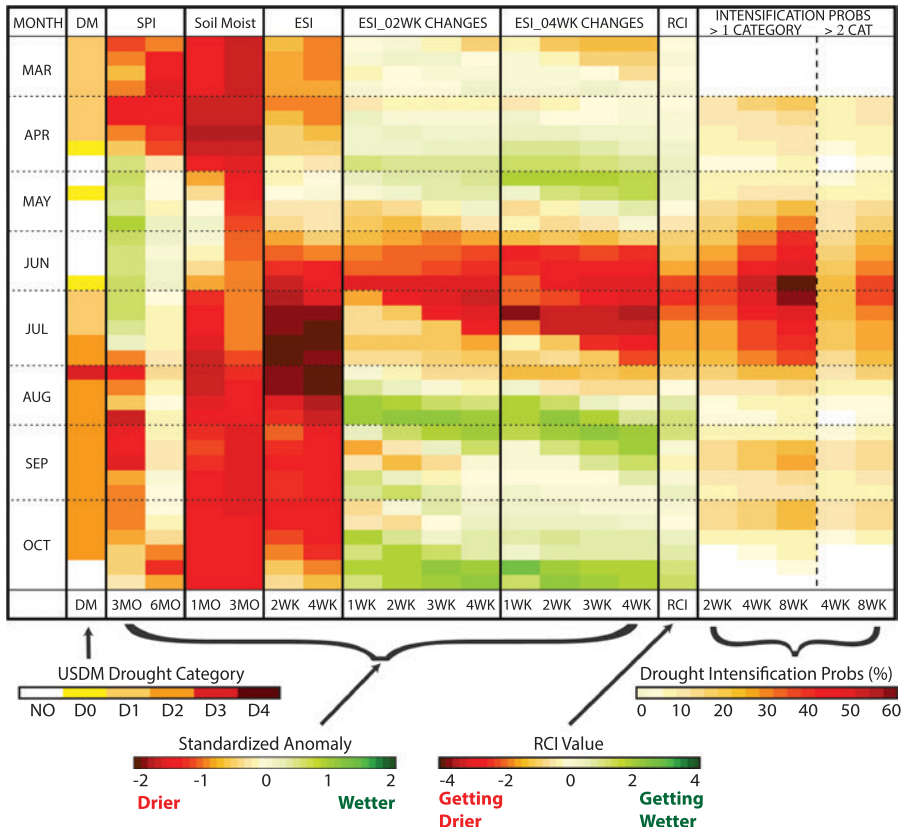 MONTH DM SPI Soil Moist ESI ESI_02WK CHANGES ESI_04WK CHANGES RCI INTENSIFICATION PROBS
> 1 CATEGORY > 2 CAT
MAR
APR
MAY
JUN
JUL
AUG
SEP
OCT
DM 3MO 6MO 1MO 3MO 2WK 4WK 1WK 2WK 3WK 4WK 1WK 2WK 3WK 4WK RCI 2WK 4WK 8WK 4WK 8WK
USDM Drought Category
NO D0 D1 D2 D3 D4
Drought Intensification Probs (%)
0 10 20 30 40 50 60
Standardized Anomaly
-2 -1 0 1 2
Drier Wetter
RCI Value
-4 -2 0 2 4
Getting Getting
Drier Wetter